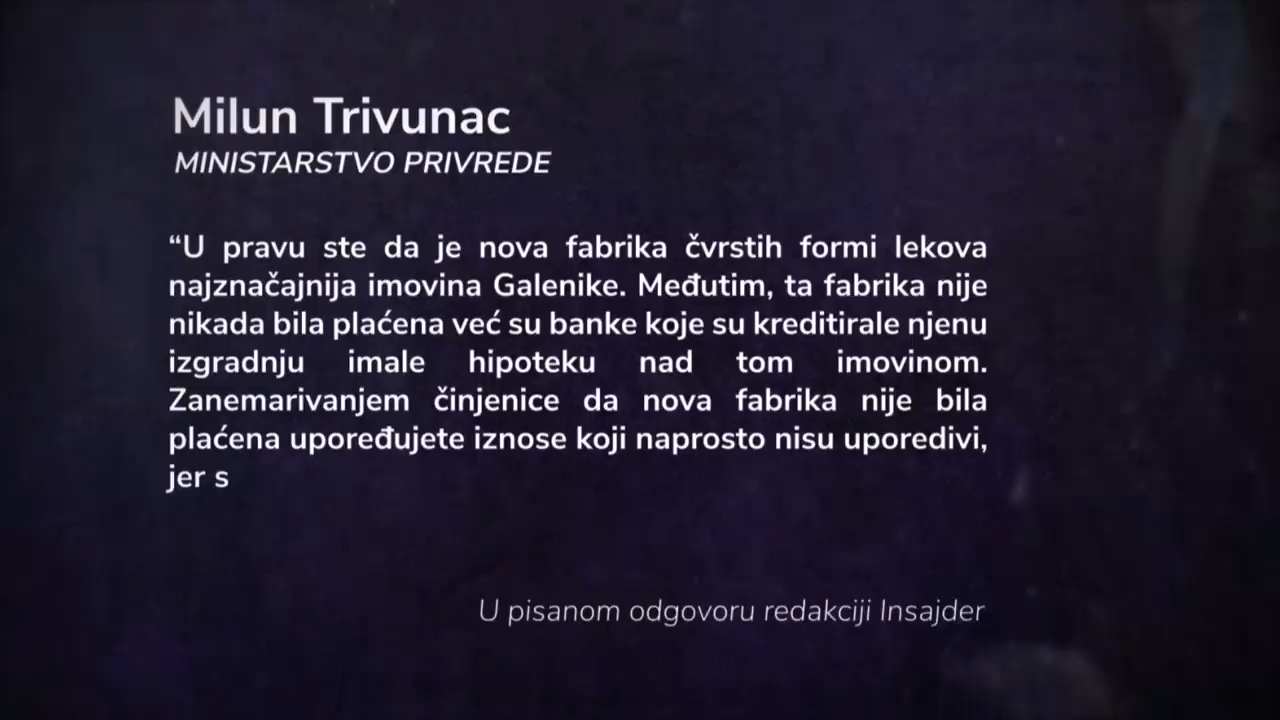 Milun Trivunac
MINISTARSTVO PRIVREDE
“U pravu ste da je nova fabrika čvrstih formi lekova
najznačajnija imovina Galenike. Međutim, ta fabrika nije
nikada bila plaćena već su banke koje su kreditirale njenu
izgradnju imale hipoteku nad tom imovinom.
Zanemarivanjem činjenice da nova fabrika nije bila
plaćena upoređujete iznose koji naprosto nisu uporedivi,
jer s
U pisanom odgovoru redakciji Insajder